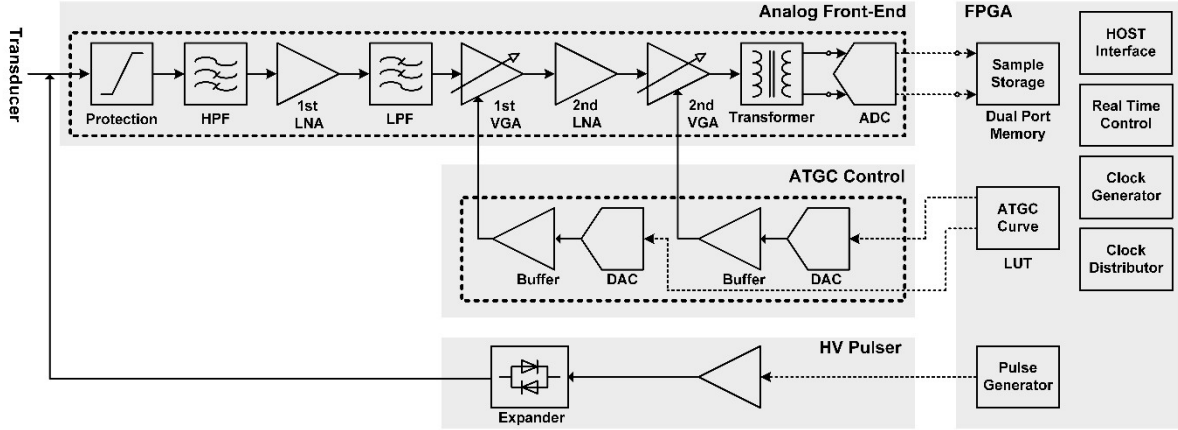 Transducer
Analog Front-End
Protection
HPF
1st
LNA
LPF
1st
VGA
2nd
LNA
2nd
VGA
Transformer
ADC
ATGC Control
Buffer
DAC
Buffer
DAC
HV Pulser
Expander
FPGA
Sample
Storage
Dual Port
Memory
ATGC
Curve
LUT
Pulse
Generator
HOST
Interface
Real Time
Control
Clock
Generator
Clock
Distributor